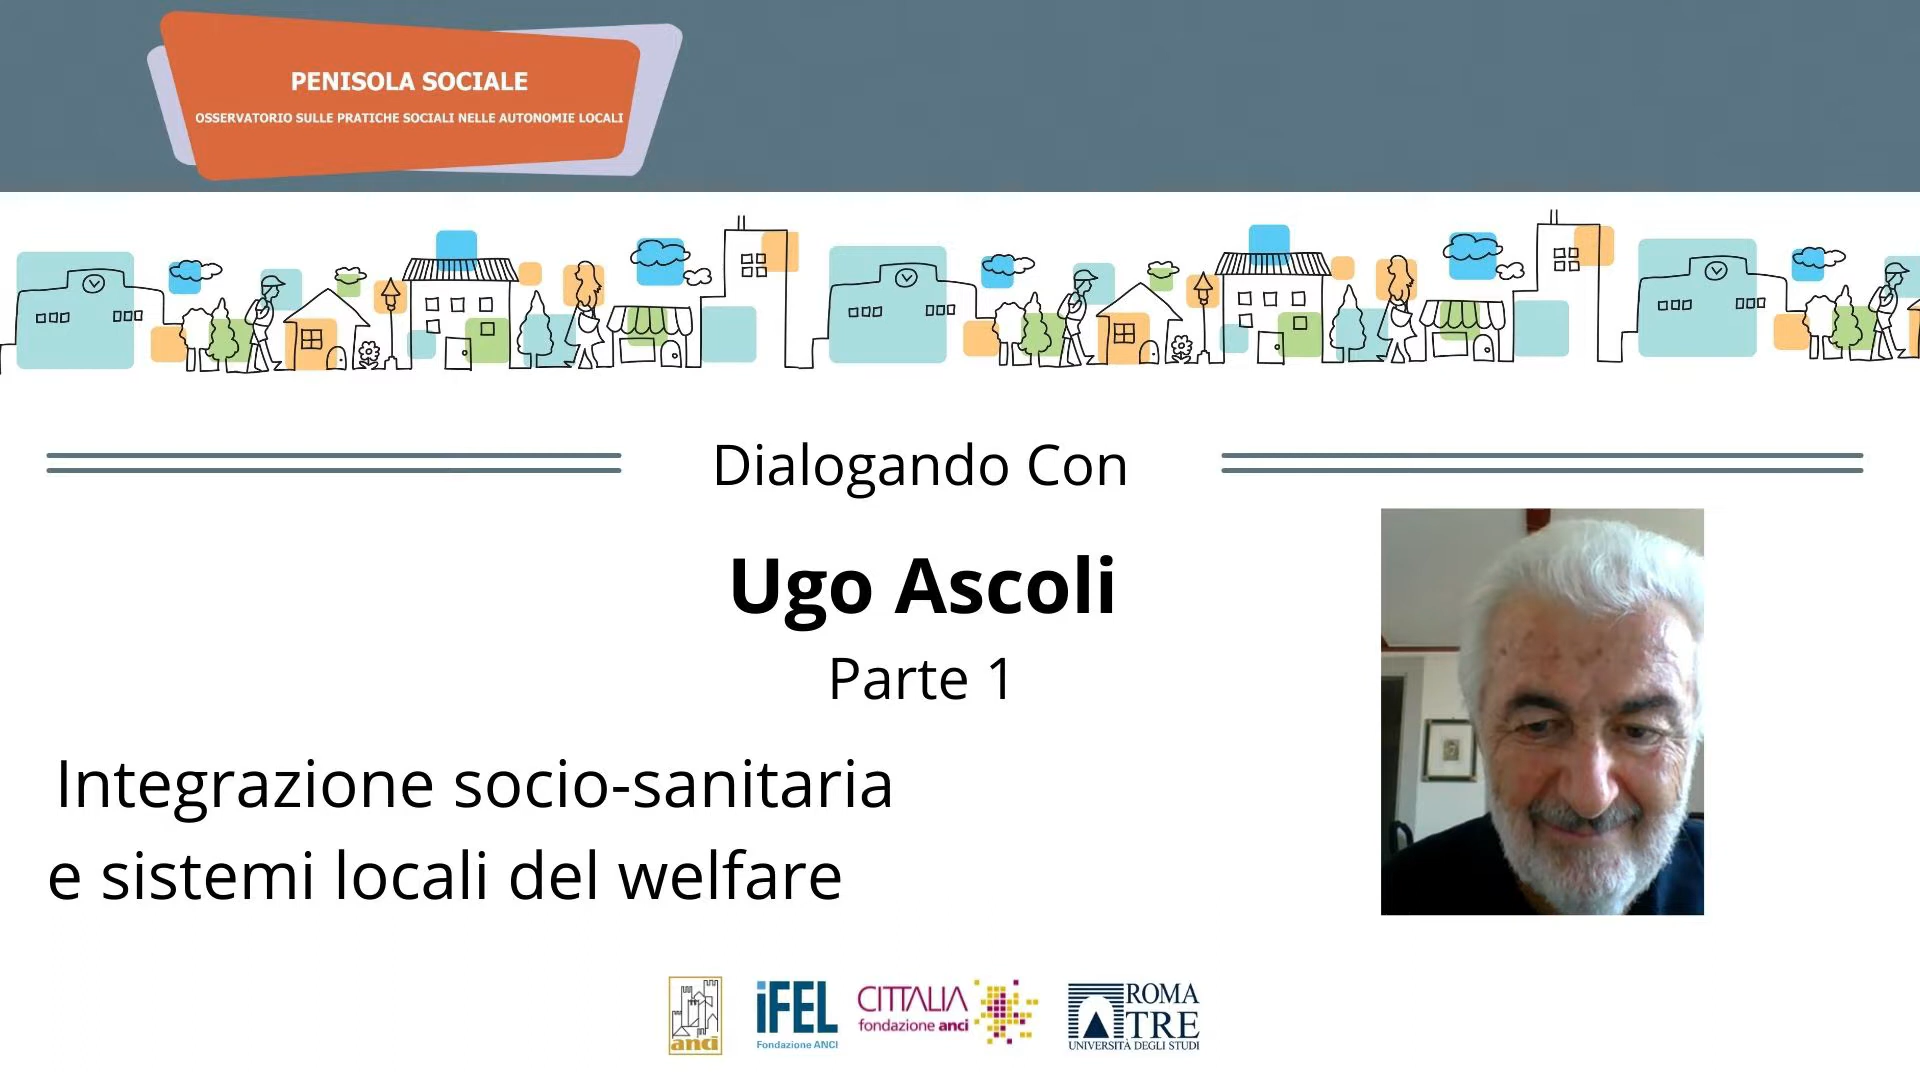 PENISOLA SOCIALE
OSSERVATORIO SULLE PRATICHE SOCIALI NELLE AUTONOMIE LOCALI
Dialogando Con
Ugo Ascoli
Parte 1
Integrazione socio-sanitaria
e sistemi locali del welfare
anci
iFEL
Fondazione ANCI
CITTALIA
fondazione anci
ROMA
TRE
UNIVERSITÀ DEGLI STUDI